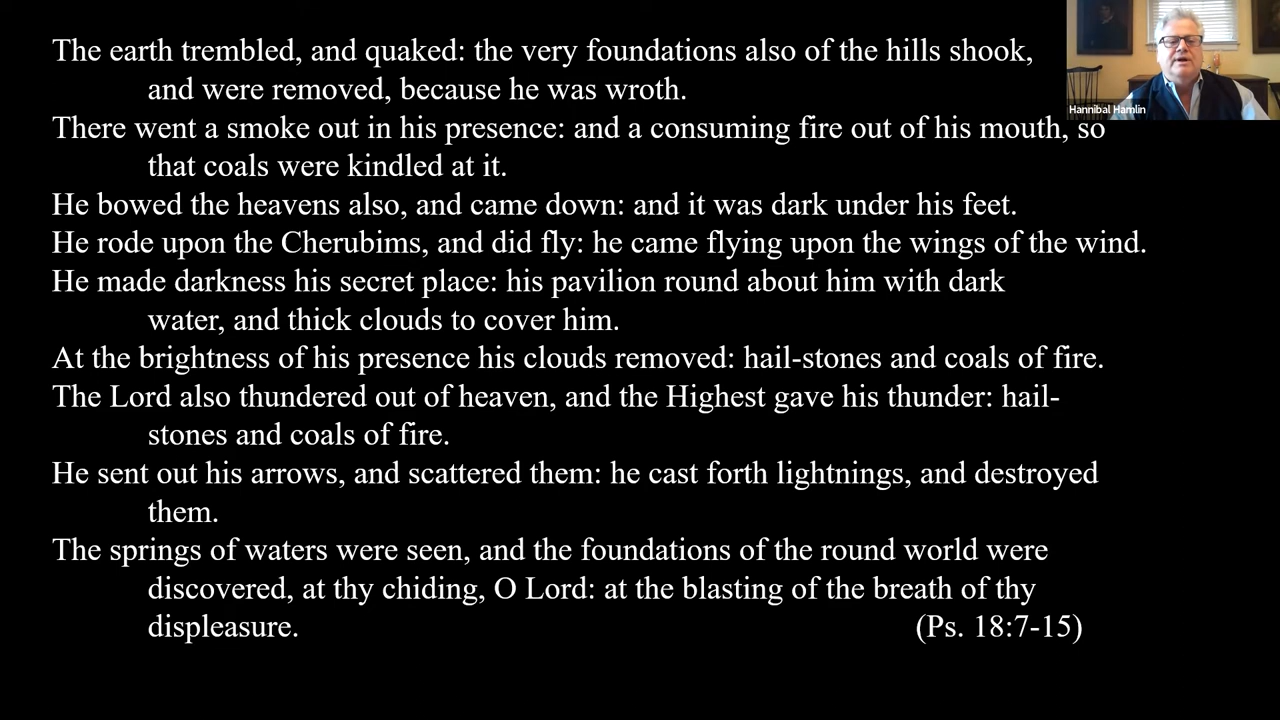 The earth trembled, and quaked: the very foundations also of the hills shook,
and were removed, because he was wroth.
There went a smoke out in his presence: and a consuming fire out of his mouth, so
that coals were kindled at it.
He bowed the heavens also, and came down: and it was dark under his feet.
He rode upon the Cherubims, and did fly: he came flying upon the wings of the wind.
He made darkness his secret place: his pavilion round about him with dark
water, and thick clouds to cover him.
At the brightness of his presence his clouds removed: hail-stones and coals of fire.
The Lord also thundered out of heaven, and the Highest gave his thunder: hail-
stones and coals of fire.
He sent out his arrows, and scattered them: he cast forth lightnings, and destroyed
them.
The springs of waters were seen, and the foundations of the round world were
discovered, at thy chiding, O Lord: at the blasting of the breath of thy
displeasure. (Ps. 18:7-15)
Hannibal Hamlin